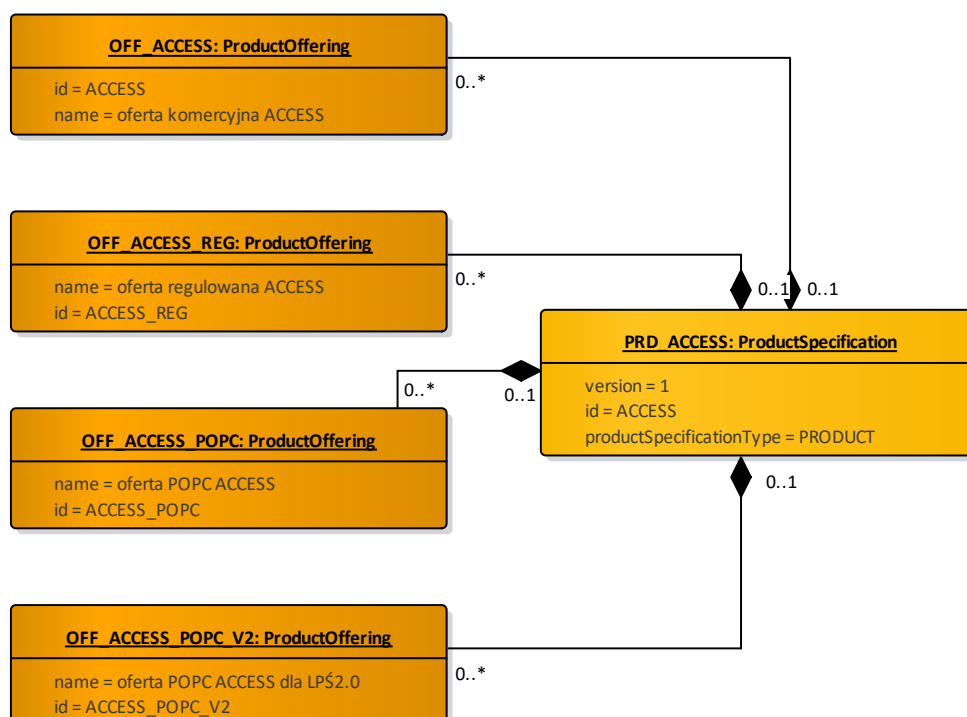 OFF_ACCESS: ProductOffering
id = ACCESS
name = oferta komercyjna ACCESS
0..*
OFF_ACCESS_REG: ProductOffering
name = oferta regulowana ACCESS
id = ACCESS_REG
0..*
0..1
0..1
PRD_ACCESS: ProductSpecification
version = 1
id = ACCESS
productSpecificationType = PRODUCT
0..*
0..1
OFF_ACCESS_POPC: ProductOffering
name = oferta POPC ACCESS
id = ACCESS_POPC
0..1
OFF_ACCESS_POPC_V2: ProductOffering
name = oferta POPC ACCESS dla LPŚ2.0
id = ACCESS_POPC_V2
0..*